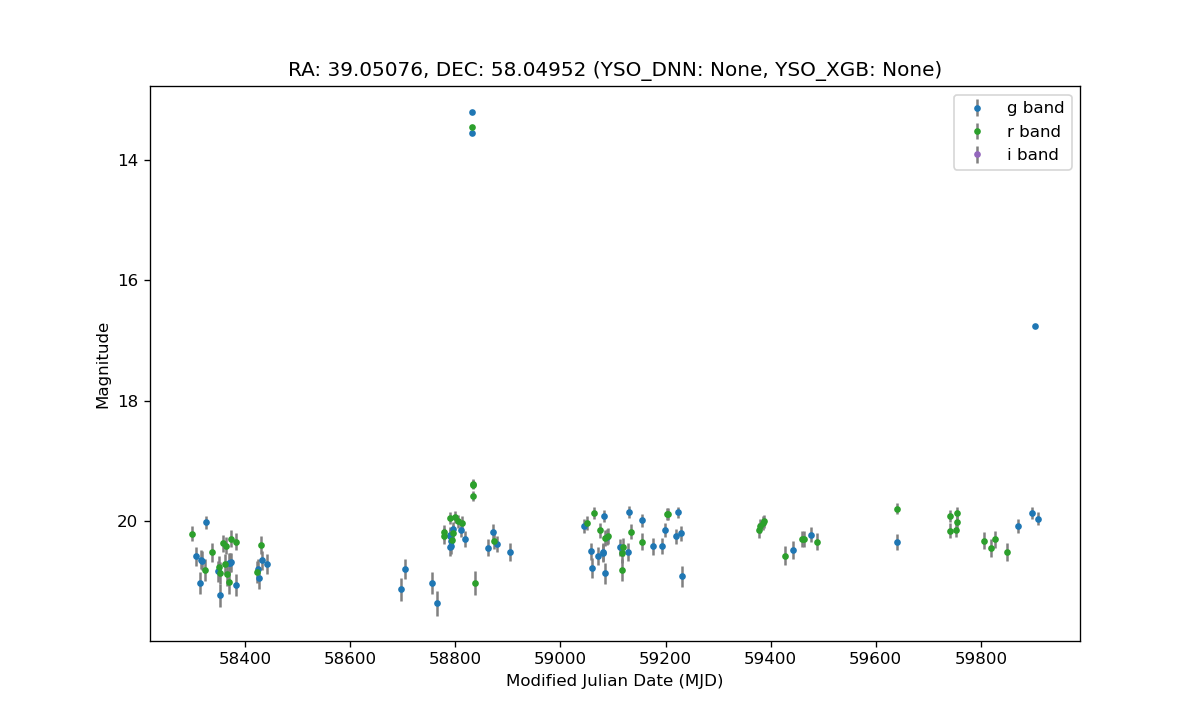 RA: 39.05076, DEC: 58.04952 (YSO_DNN: None, YSO_XGB: None)
g band
r band
i band
14
16
18
20
Magnitude
58400 58600 58800 59000 59200 59400 59600 59800
Modified Julian Date (MJD)